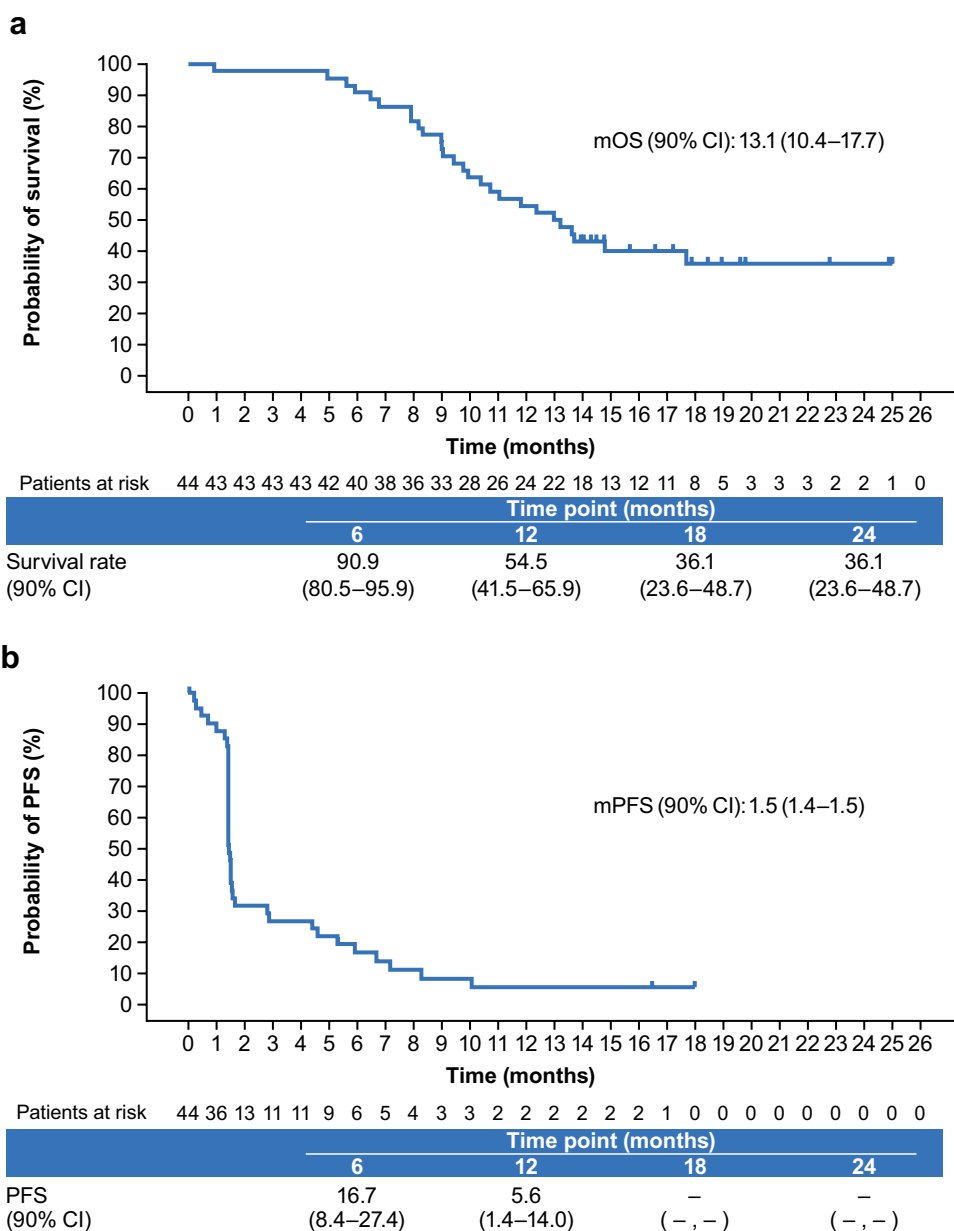 a
100
90
80
70
60
50
40
30
20
10
0
Probability of survival (%)
mOS (90% CI): 13.1 (10.4–17.7)
0 1 2 3 4 5 6 7 8 9 10 11 12 13 14 15 16 17 18 19 20 21 22 23 24 25 26
Time (months)
Patients at risk 44 43 43 43 43 42 40 38 36 33 28 26 24 22 18 13 12 11 8 5 3 3 3 2 2 1 0
Time point (months)
6 12 18 24
Survival rate 90.9 54.5 36.1 36.1
(90% CI) (80.5–95.9) (41.5–65.9) (23.6–48.7) (23.6–48.7)
b
100
90
80
70
60
50
40
30
20
10
0
Probability of PFS (%)
mPFS (90% CI): 1.5 (1.4–1.5)
0 1 2 3 4 5 6 7 8 9 10 11 12 13 14 15 16 17 18 19 20 21 22 23 24 25 26
Time (months)
Patients at risk 44 36 13 11 11 9 6 5 4 3 3 2 2 2 2 2 2 1 0 0 0 0 0 0 0 0 0
Time point (months)
6 12 18 24
PFS 16.7 5.6 – –
(90% CI) (8.4–27.4) (1.4–14.0) ( – , – ) ( – , – )